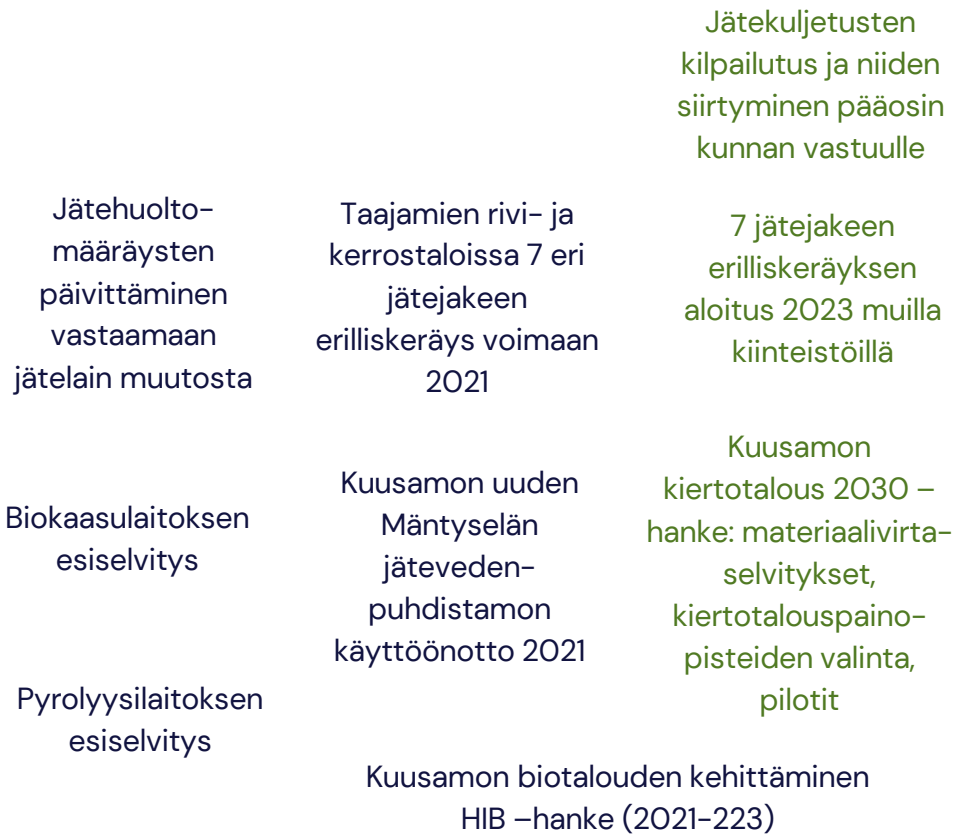 Jätekuljetusten
kilpailutus ja niiden
siirtyminen pääosin
kunnan vastuulle
Jätehuolto-
määräysten
päivittäminen
vastaamaan
jätelain muutosta
Taajamien rivi- ja
kerrostaloissa 7 eri
jätejakeen
erilliskeräys voimaan
2021
7 jätejakeen
erilliskeräyksen
aloitus 2023 muilla
kiinteistöillä
Biokaasulaitoksen
esiselvitys
Kuusamon uuden
Mäntyselän
jäteveden-
puhdistamon
käyttöönotto 2021
Kuusamon
kiertotalous 2030 –
hanke: materiaalivirta-
selvitykset,
kiertotalouspaino-
pisteiden valinta,
pilotit
Pyrolyysilaitoksen
esiselvitys
Kuusamon biotalouden kehittäminen
HIB –hanke (2021-223)